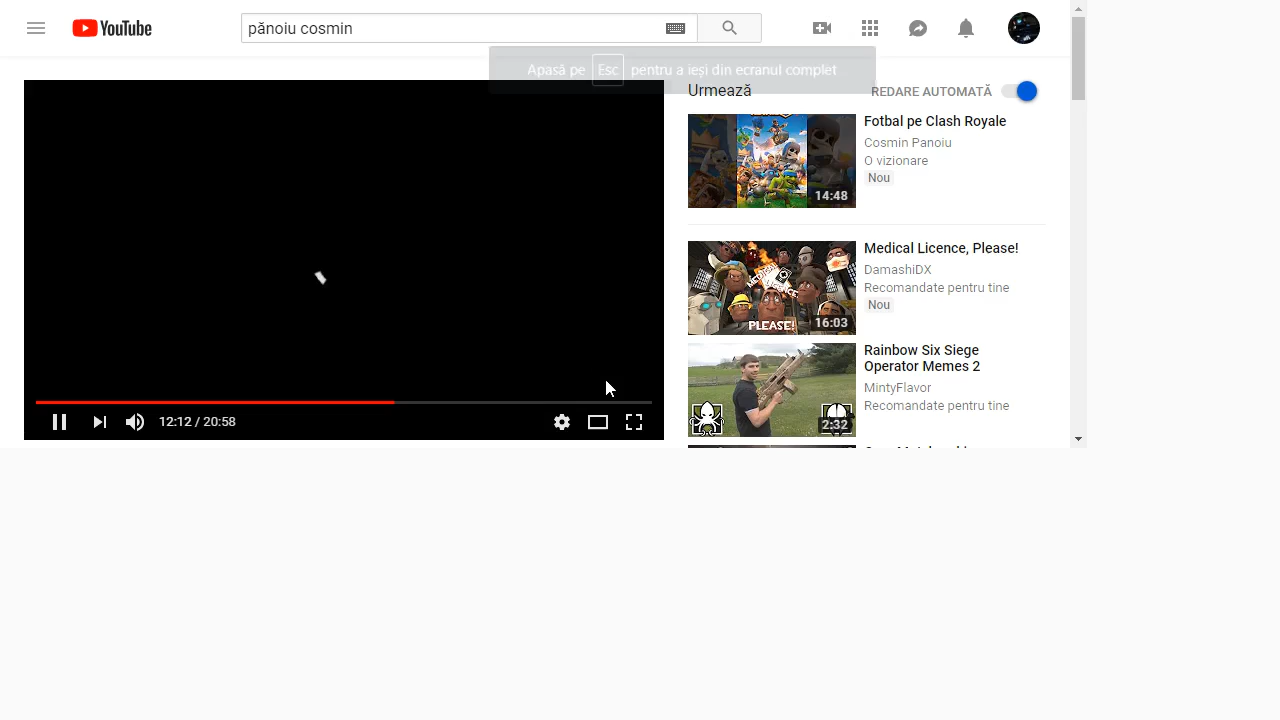 YouTube
pănoiu cosmin
Apasă pe Esc pentru a ieși din ecranul complet
Urmează
REDARE AUTOMATĂ
14:48
Fotbal pe Clash Royale
Cosmin Panoiu
O vizionare
Nou
MEDICAL
LICENCE
PLEASE!
16:03
Medical Licence, Please!
DamashiDX
Recomandate pentru tine
Nou
2:32
Rainbow Six Siege
Operator Memes 2
MintyFlavor
Recomandate pentru tine
12:12 / 20:58